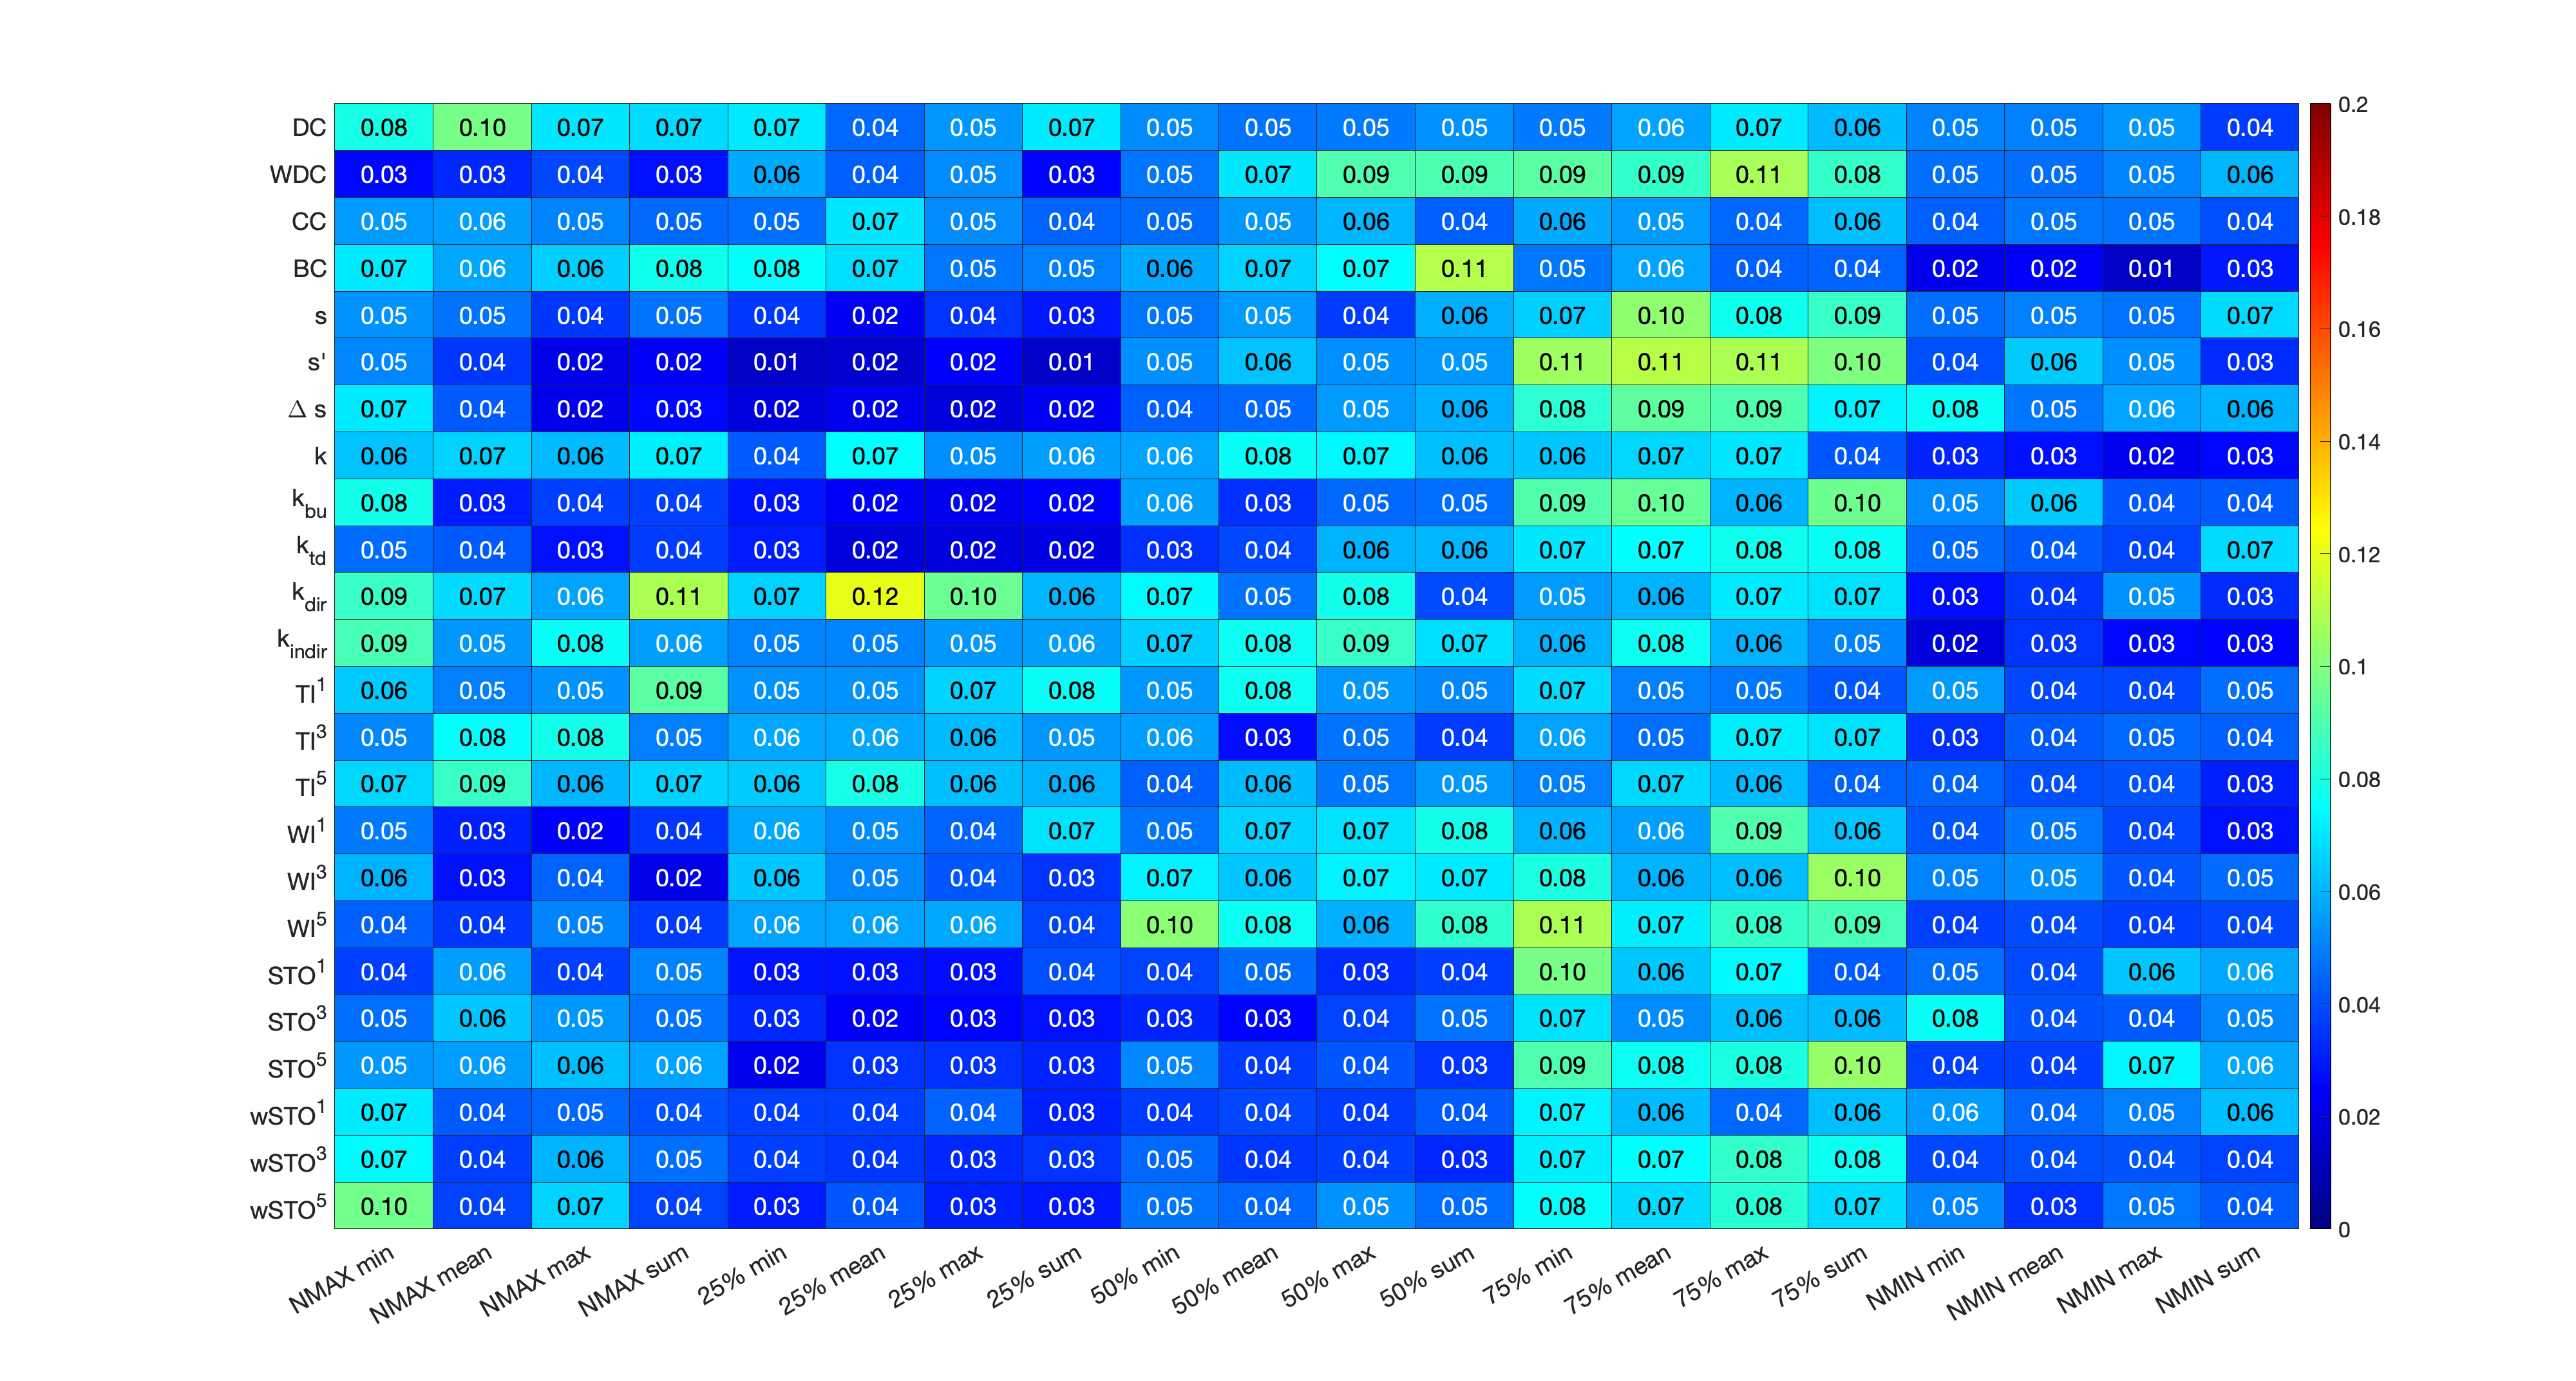 DC 0.08 0.10 0.07 0.07 0.07 0.04 0.05 0.07 0.05 0.05 0.05 0.05 0.05 0.06 0.07 0.06 0.05 0.05 0.05 0.04
WDC 0.03 0.03 0.04 0.03 0.06 0.04 0.05 0.03 0.05 0.07 0.09 0.09 0.09 0.09 0.11 0.08 0.05 0.05 0.05 0.06
CC 0.05 0.06 0.05 0.05 0.05 0.07 0.05 0.04 0.05 0.05 0.06 0.04 0.06 0.05 0.04 0.06 0.04 0.05 0.05 0.04
BC 0.07 0.06 0.06 0.08 0.08 0.07 0.05 0.05 0.06 0.07 0.07 0.11 0.05 0.06 0.04 0.04 0.02 0.02 0.01 0.03
s 0.05 0.05 0.04 0.05 0.04 0.02 0.04 0.03 0.05 0.05 0.04 0.06 0.07 0.10 0.08 0.09 0.05 0.05 0.05 0.07
s' 0.05 0.04 0.02 0.02 0.01 0.02 0.02 0.01 0.05 0.06 0.05 0.05 0.11 0.11 0.11 0.10 0.04 0.06 0.05 0.03
Δ s 0.07 0.04 0.02 0.03 0.02 0.02 0.02 0.02 0.04 0.05 0.05 0.06 0.08 0.09 0.09 0.07 0.08 0.05 0.06 0.06
k 0.06 0.07 0.06 0.07 0.04 0.07 0.05 0.06 0.06 0.08 0.07 0.06 0.06 0.07 0.07 0.04 0.03 0.03 0.02 0.03
k_bu 0.08 0.03 0.04 0.04 0.03 0.02 0.02 0.02 0.06 0.03 0.05 0.05 0.09 0.10 0.06 0.10 0.05 0.06 0.04 0.04
k_td 0.05 0.04 0.03 0.04 0.03 0.02 0.02 0.02 0.03 0.04 0.06 0.06 0.07 0.07 0.08 0.08 0.05 0.04 0.04 0.07
k_dir 0.09 0.07 0.06 0.11 0.07 0.12 0.10 0.06 0.07 0.05 0.08 0.04 0.05 0.06 0.07 0.07 0.03 0.04 0.05 0.03
k_indir 0.09 0.05 0.08 0.06 0.05 0.05 0.05 0.06 0.07 0.08 0.09 0.07 0.06 0.08 0.06 0.05 0.02 0.03 0.03 0.03
TI^1 0.06 0.05 0.05 0.09 0.05 0.05 0.07 0.08 0.05 0.08 0.05 0.05 0.07 0.05 0.05 0.04 0.05 0.04 0.04 0.05
TI^3 0.05 0.08 0.08 0.05 0.06 0.06 0.06 0.05 0.06 0.03 0.05 0.04 0.06 0.05 0.07 0.07 0.03 0.04 0.05 0.04
TI^5 0.07 0.09 0.06 0.07 0.06 0.08 0.06 0.06 0.04 0.06 0.05 0.05 0.05 0.07 0.06 0.04 0.04 0.04 0.04 0.03
WI^1 0.05 0.03 0.02 0.04 0.06 0.05 0.04 0.07 0.05 0.07 0.07 0.08 0.06 0.06 0.09 0.06 0.04 0.05 0.04 0.03
WI^3 0.06 0.03 0.04 0.02 0.06 0.05 0.04 0.03 0.07 0.06 0.07 0.07 0.08 0.06 0.06 0.10 0.05 0.05 0.04 0.05
WI^5 0.04 0.04 0.05 0.04 0.06 0.06 0.06 0.04 0.10 0.08 0.06 0.08 0.11 0.07 0.08 0.09 0.04 0.04 0.04 0.04
STO^1 0.04 0.06 0.04 0.05 0.03 0.03 0.03 0.04 0.04 0.05 0.03 0.04 0.10 0.06 0.07 0.04 0.05 0.04 0.06 0.06
STO^3 0.05 0.06 0.05 0.05 0.03 0.02 0.03 0.03 0.03 0.03 0.04 0.05 0.07 0.05 0.06 0.06 0.08 0.04 0.04 0.05
STO^5 0.05 0.06 0.06 0.06 0.02 0.03 0.03 0.03 0.05 0.04 0.04 0.03 0.09 0.08 0.08 0.10 0.04 0.04 0.07 0.06
wSTO^1 0.07 0.04 0.05 0.04 0.04 0.04 0.04 0.03 0.04 0.04 0.04 0.04 0.07 0.06 0.04 0.06 0.06 0.04 0.05 0.06
wSTO^3 0.07 0.04 0.06 0.05 0.04 0.04 0.03 0.03 0.05 0.04 0.04 0.03 0.07 0.07 0.08 0.08 0.04 0.04 0.04 0.04
wSTO^5 0.10 0.04 0.07 0.04 0.03 0.04 0.03 0.03 0.05 0.04 0.05 0.05 0.08 0.07 0.08 0.07 0.05 0.03 0.05 0.04
NMAX min
NMAX mean
NMAX max
NMAX sum
25% min
25% mean
25% max
25% sum
50% min
50% mean
50% max
50% sum
75% min
75% mean
75% max
75% sum
NMIN min
NMIN mean
NMIN max
NMIN sum
0.2
0.18
0.16
0.14
0.12
0.1
0.08
0.06
0.04
0.02
0